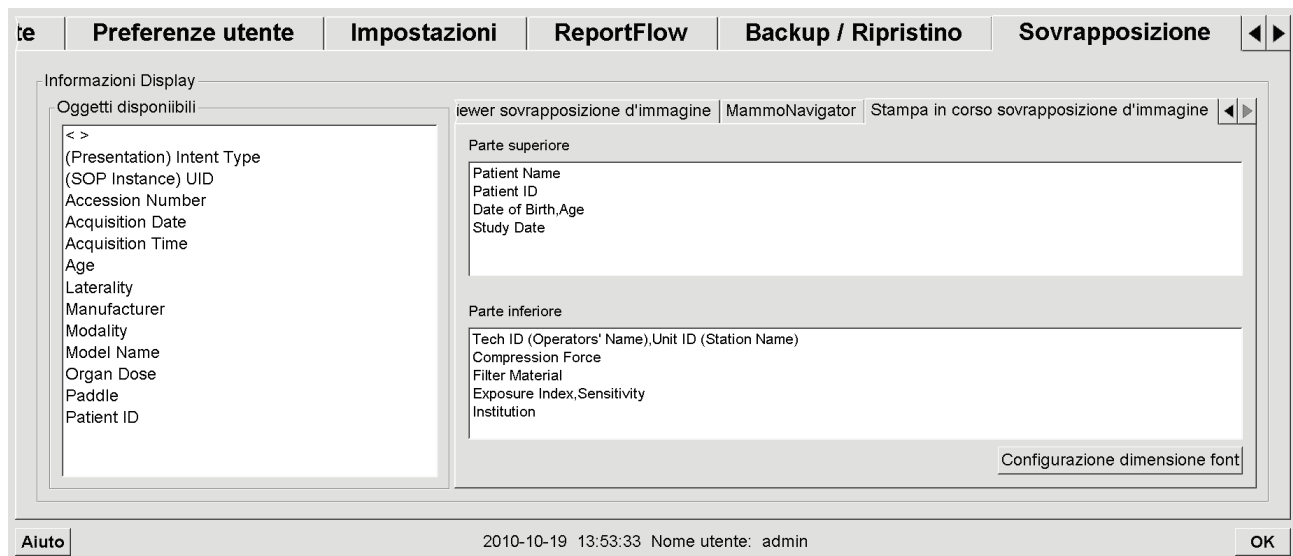 te Preferenze utente Impostazioni ReportFlow Backup / Ripristino Sovrapposizione
Informazioni Display
Oggetti disponiibili
< >
(Presentation) Intent Type
(SOP Instance) UID
Accession Number
Acquisition Date
Acquisition Time
Age
Laterality
Manufacturer
Modality
Model Name
Organ Dose
Paddle
Patient ID
iewer sovrapposizione d'immagine MammoNavigator Stampa in corso sovrapposizione d'immagine
Parte superiore
Patient Name
Patient ID
Date of Birth,Age
Study Date
Parte inferiore
Tech ID (Operators' Name),Unit ID (Station Name)
Compression Force
Filter Material
Exposure Index,Sensitivity
Institution
Configurazione dimensione font
Aiuto 2010-10-19 13:53:33 Nome utente: admin OK